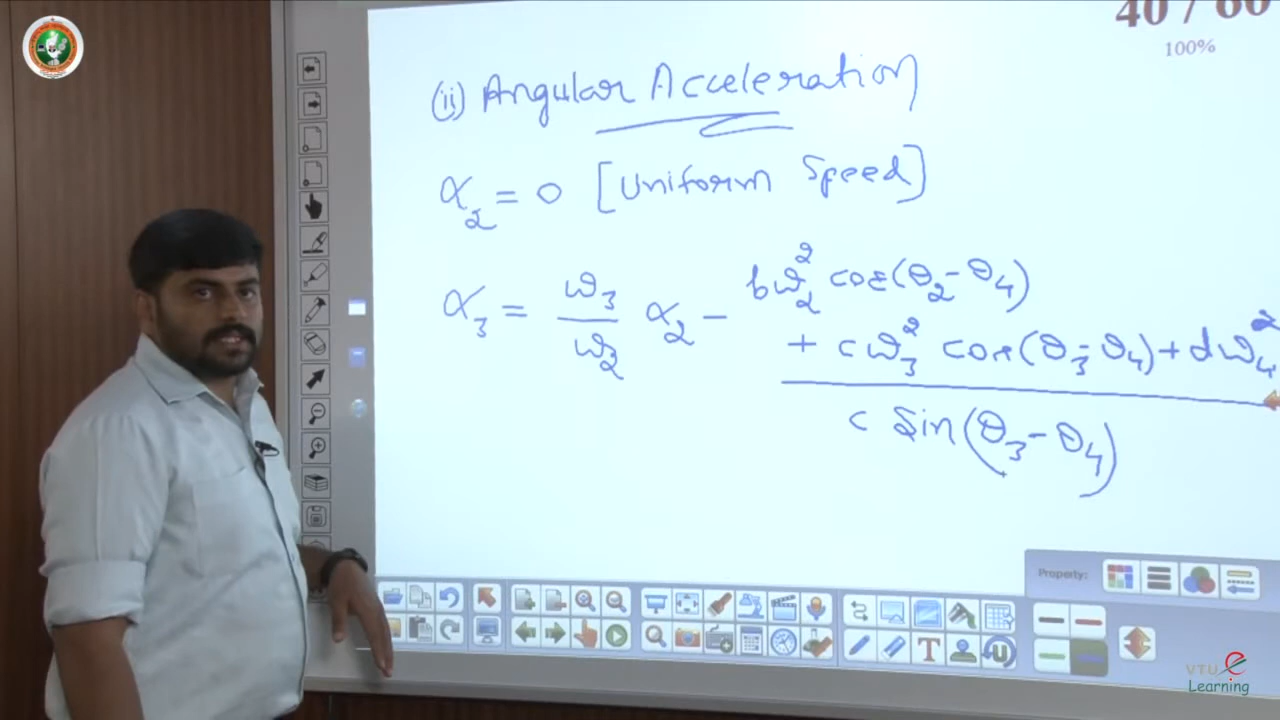 40 / 60
100%
(ii) Angular Acceleration
α₂ = 0 [Uniform Speed]
α₃ = ω₃/ω₂ α₂ − bω₂² cos(θ₂ − θ₄)
+ cω₃² cos(θ₃ − θ₄) + dω₄²
c Sin(θ₃ − θ₄)
Property:
T
VTU e
Learning